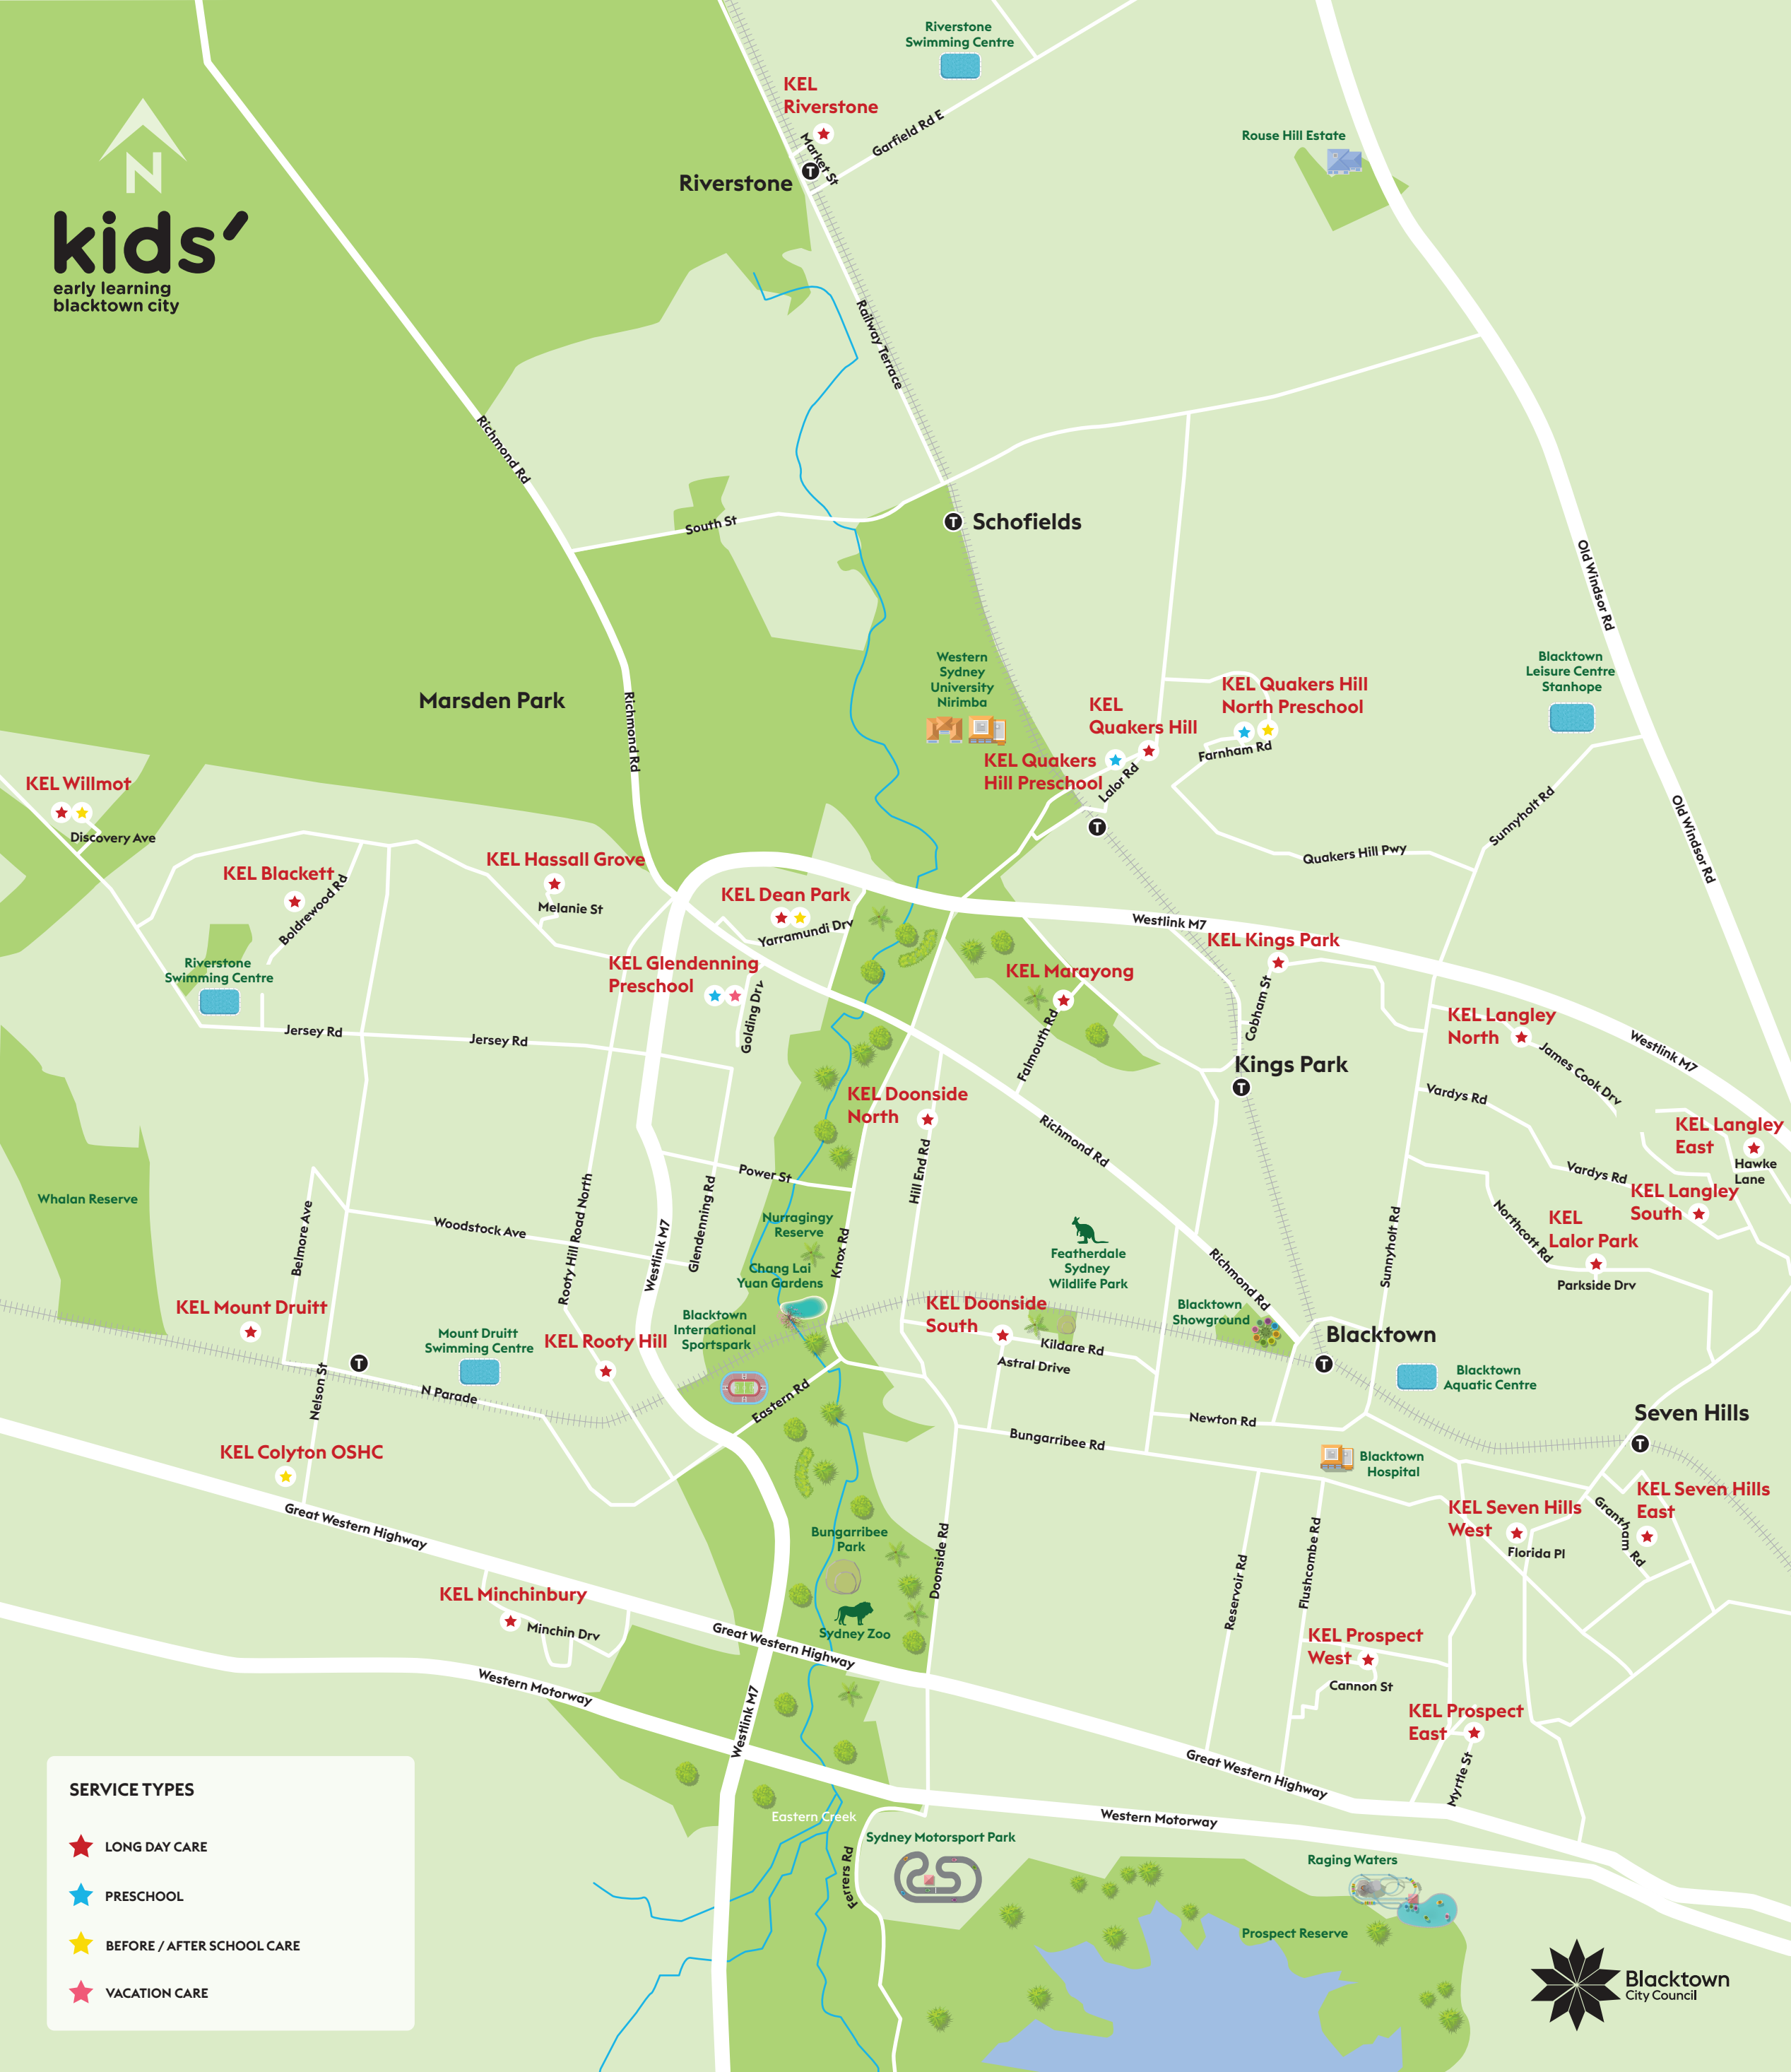 Riverstone
Swimming Centre
KEL
Riverstone
Market St
Garfield Rd E
T
Riverstone
Rouse Hill Estate
N
kids'
early learning
blacktown city
Railway Terrace
Richmond Rd
South St
T
Schofields
Old Windsor Rd
Western
Sydney
University
Nirimba
Blacktown
Leisure Centre
Stanhope
Marsden Park
Richmond Rd
KEL Quakers Hill
North Preschool
KEL
Quakers Hill
Farnham Rd
KEL Quakers
Hill Preschool
Lalor Rd
T
KEL Willmot
Discovery Ave
Sunnyholt Rd
Old Windsor Rd
Quakers Hill Pwy
KEL Hassall Grove
Melanie St
KEL Blackett
Boldrewood Rd
KEL Dean Park
Yarramundi Drv
Westlink M7
KEL Kings Park
Cobham St
Riverstone
Swimming Centre
KEL Glendenning
Preschool
Golding Drv
KEL Marayong
Falmouth Rd
Jersey Rd
Jersey Rd
KEL Langley
North
James Cook Drv
Westlink M7
Kings Park
T
KEL Doonside
North
Hill End Rd
Richmond Rd
Vardys Rd
KEL Langley
East
Hawke
Lane
Vardys Rd
KEL Langley
South
Power St
Whalan Reserve
Belmore Ave
Woodstock Ave
Rooty Hill Road North
Westlink M7
Glendenning Rd
Nurragingy
Reserve
Knox Rd
Chang Lai
Yuan Gardens
Featherdale
Sydney
Wildlife Park
Richmond Rd
Sunnyholt Rd
Northcott Rd
KEL
Lalor Park
Parkside Drv
KEL Mount Druitt
Mount Druitt
Swimming Centre
KEL Rooty Hill
Blacktown
International
Sportspark
KEL Doonside
South
Kildare Rd
Astral Drive
Blacktown
Showground
Blacktown
T
Blacktown
Aquatic Centre
T
Nelson St
N Parade
Eastern Rd
Newton Rd
Bungarribee Rd
Seven Hills
T
KEL Colyton OSHC
Great Western Highway
Blacktown
Hospital
KEL Seven Hills
West
Florida Pl
KEL Seven Hills
East
Grantham Rd
Bungarribee
Park
Doonside Rd
Sydney Zoo
Reservoir Rd
Flushcombe Rd
KEL Minchinbury
Minchin Drv
Great Western Highway
Western Motorway
Westlink M7
KEL Prospect
West
Cannon St
KEL Prospect
East
Myrtle St
Great Western Highway
Western Motorway
Eastern Creek
Sydney Motorsport Park
Ferrers Rd
Raging Waters
Prospect Reserve
SERVICE TYPES
LONG DAY CARE
PRESCHOOL
BEFORE / AFTER SCHOOL CARE
VACATION CARE
Blacktown
City Council